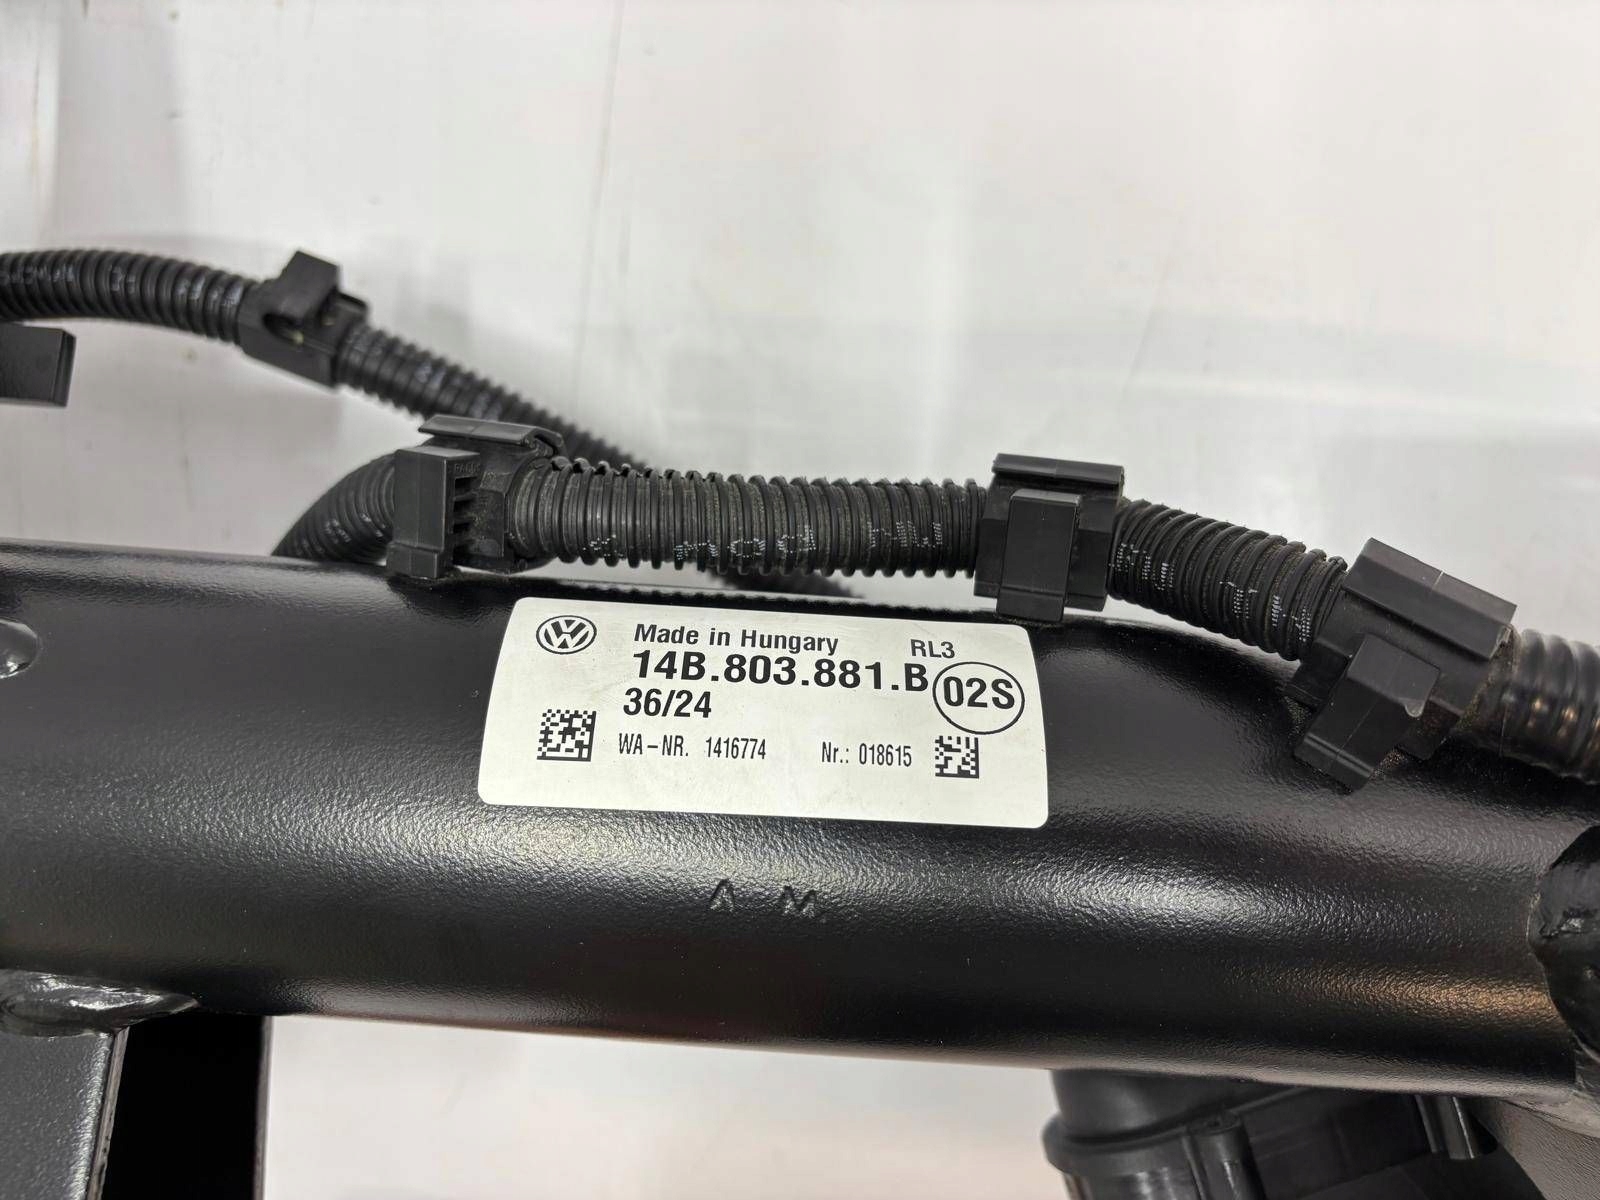 Made in Hungary RL3
14B.803.881.B 02S
36/24
WA-NR. 1416774 Nr.: 018615
A M.